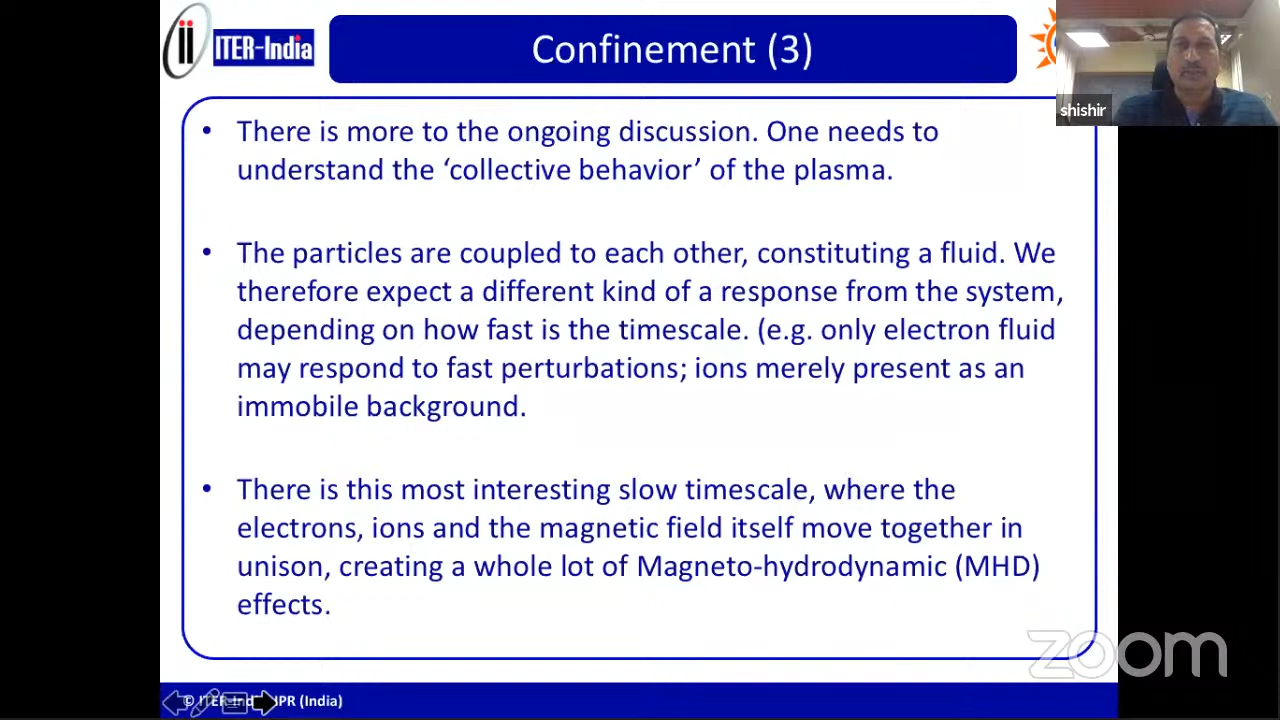 ii ITER-India
Confinement (3)
shishir
• There is more to the ongoing discussion. One needs to
understand the ‘collective behavior’ of the plasma.
• The particles are coupled to each other, constituting a fluid. We
therefore expect a different kind of a response from the system,
depending on how fast is the timescale. (e.g. only electron fluid
may respond to fast perturbations; ions merely present as an
immobile background.
• There is this most interesting slow timescale, where the
electrons, ions and the magnetic field itself move together in
unison, creating a whole lot of Magneto-hydrodynamic (MHD)
effects.
zoom
© (India)